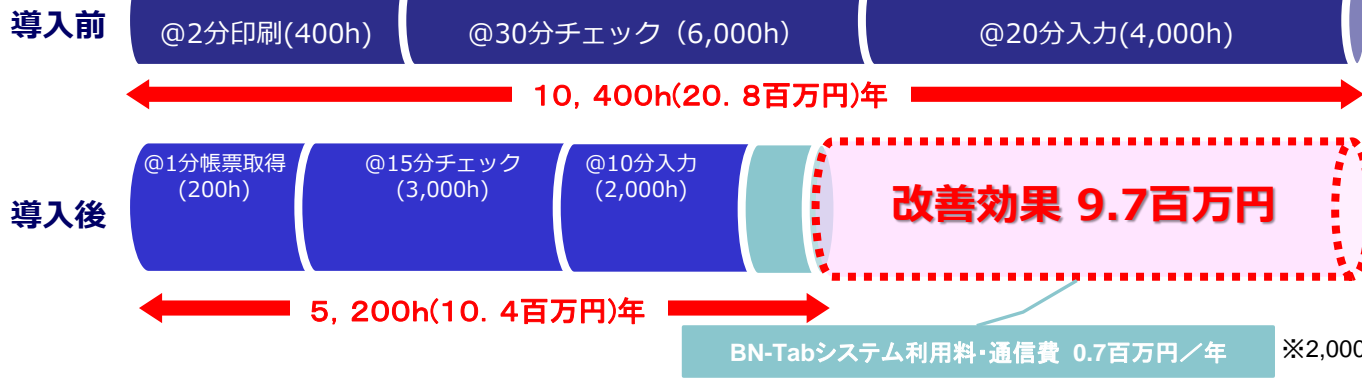 導入前
@2分印刷(400h)
@30分チェック（6,000h）
@20分入力(4,000h)
10，400h(20．8百万円)年
導入後
@1分帳票取得
(200h)
@15分チェック
(3,000h)
@10分入力
(2,000h)
改善効果 9.7百万円
5，200h(10．4百万円)年
BN-Tabシステム利用料・通信費 0.7百万円／年
※2,000